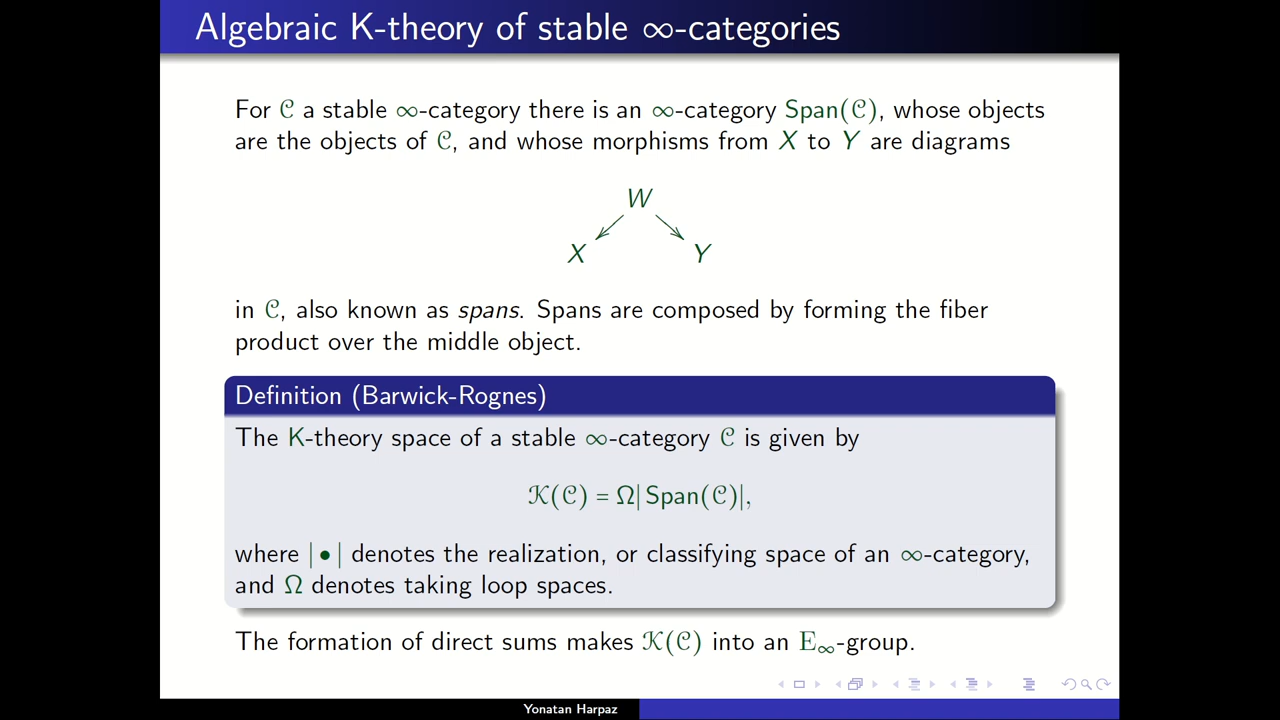 Algebraic K-theory of stable ∞-categories
For 𝒞 a stable ∞-category there is an ∞-category Span(𝒞), whose objects
are the objects of 𝒞, and whose morphisms from X to Y are diagrams
W
X Y
in 𝒞, also known as spans. Spans are composed by forming the fiber
product over the middle object.
Definition (Barwick-Rognes)
The K-theory space of a stable ∞-category 𝒞 is given by
𝒦(𝒞) = Ω| Span(𝒞)|,
where | • | denotes the realization, or classifying space of an ∞-category,
and Ω denotes taking loop spaces.
The formation of direct sums makes 𝒦(𝒞) into an E∞-group.
Yonatan Harpaz